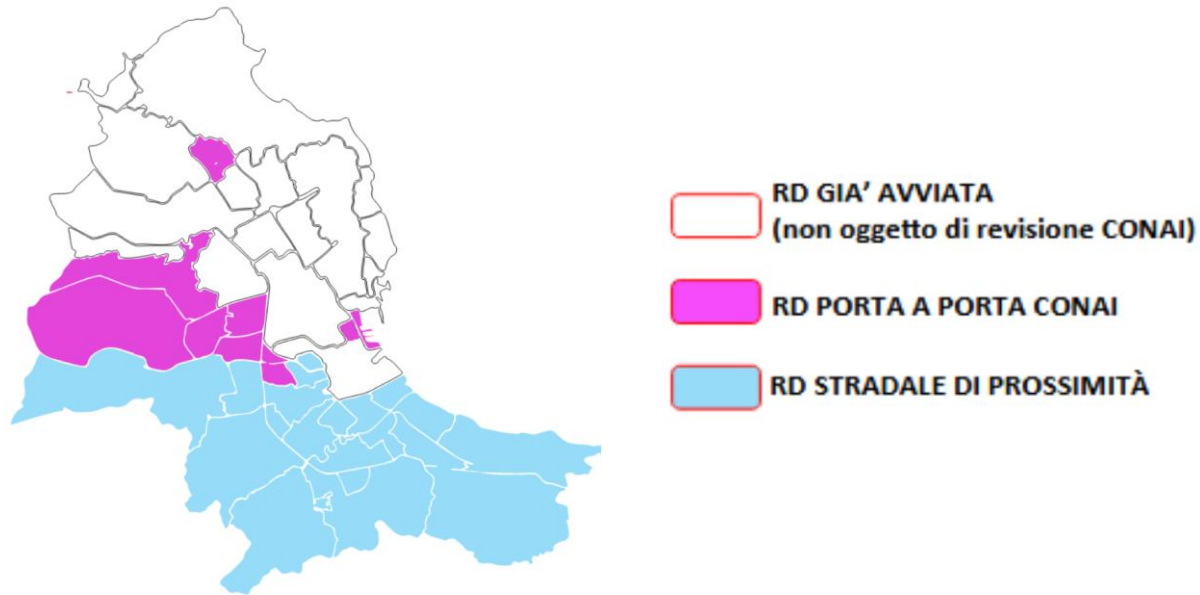 RD GIA' AVVIATA
(non oggetto di revisione CONAI)
RD PORTA A PORTA CONAI
RD STRADALE DI PROSSIMITÀ